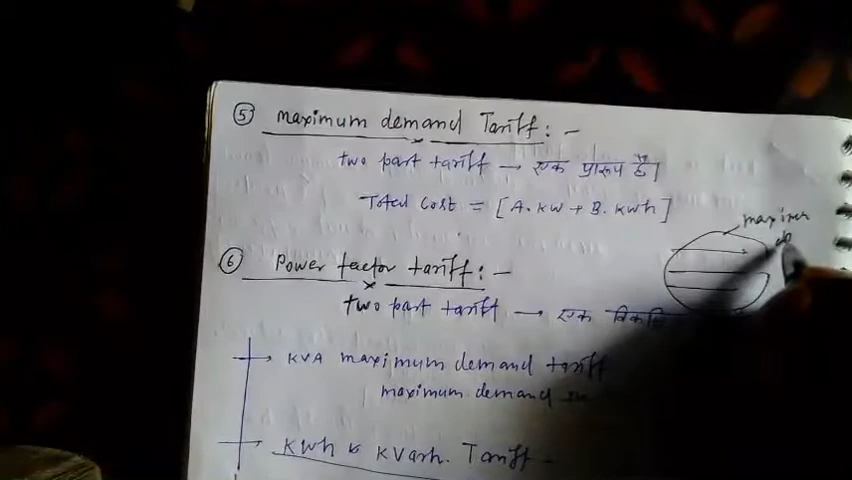 ⑤ maximum demand Tariff : -
two part tariff → एक प्रारूप है।
Total cost = [A. KW + B. KWh]
⑥ Power factor tariff : -
two part tariff → एक
KVA maximum demand tariff
maximum demand
KWh & KVarh. Tariff -